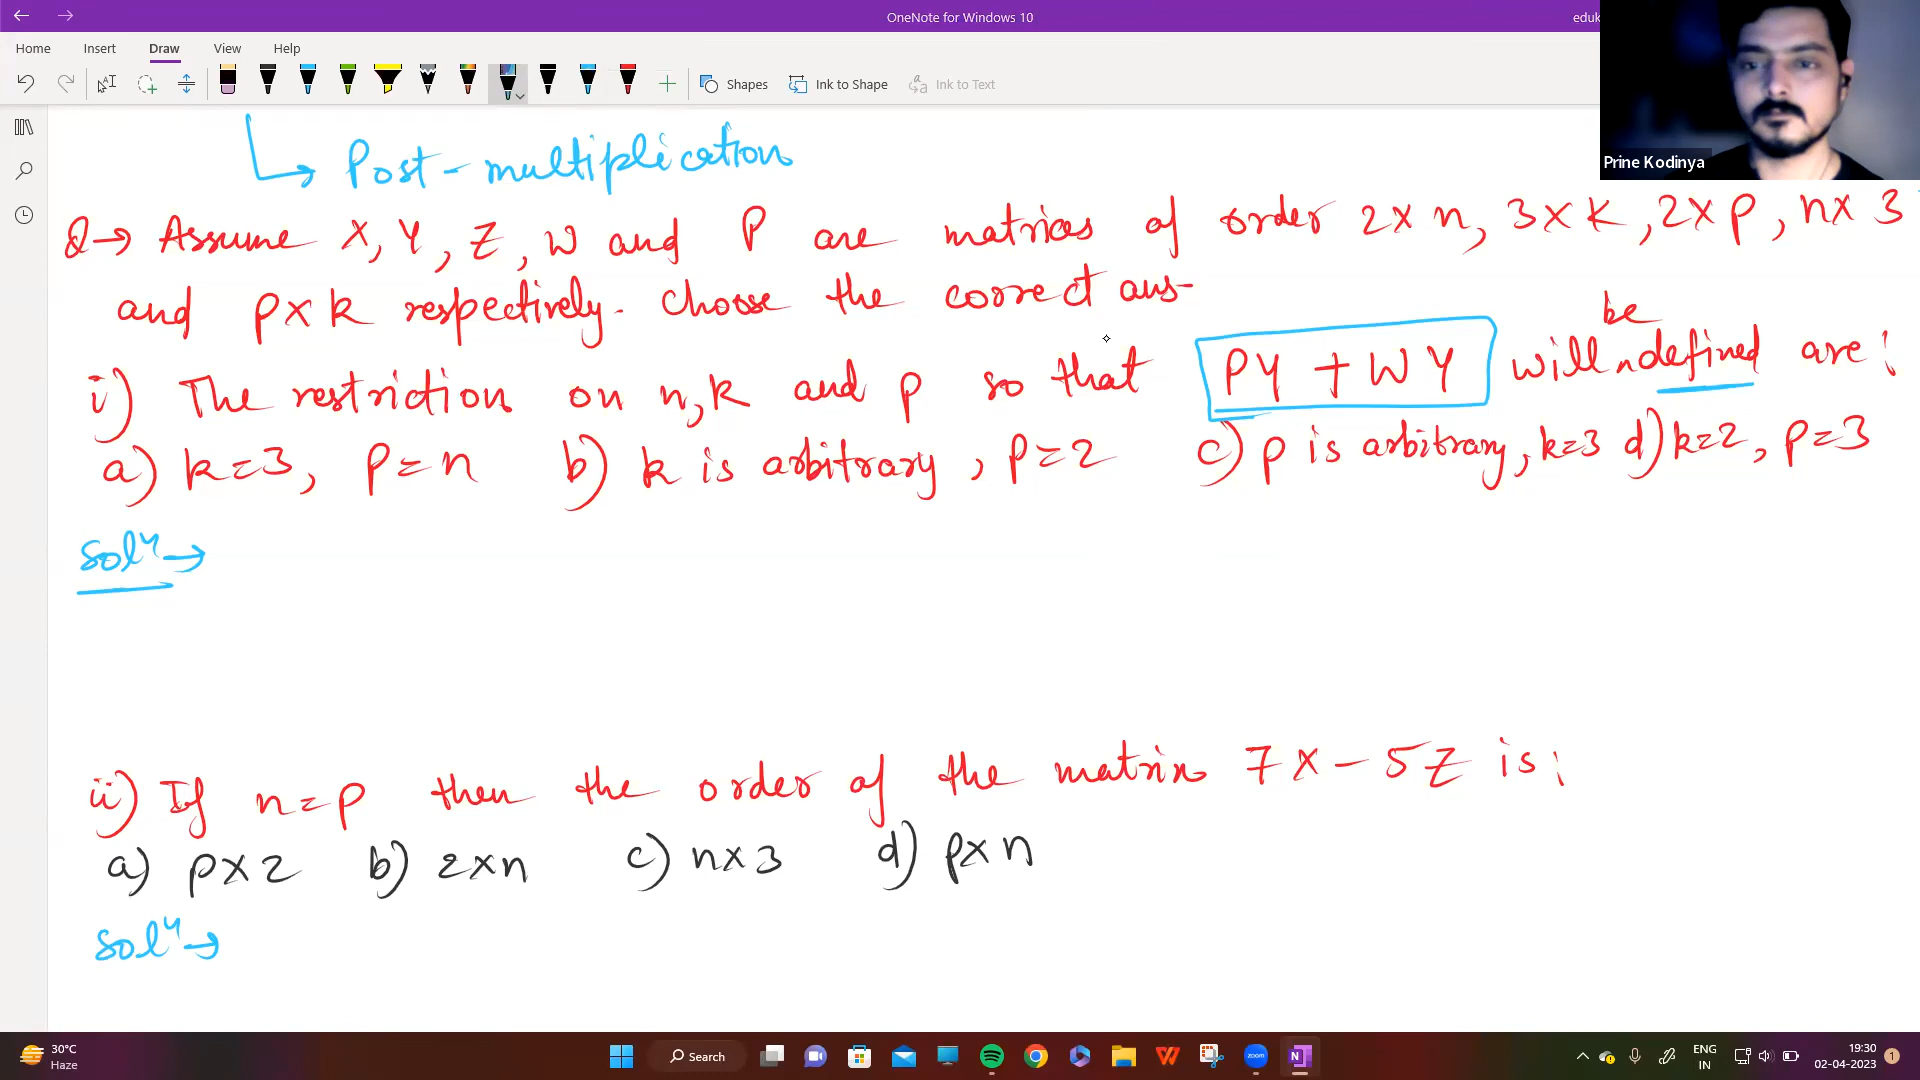 OneNote for Windows 10
eduk
Home Insert Draw View Help
Shapes Ink to Shape Ink to Text
Prine Kodinya
Post-multiplication
Q→ Assume X, Y, Z, W and P are matrices of order 2×n, 3×k, 2×p, n×3
and p×k respectively. Choose the correct ans-
i) The restriction on n, k and p so that PY + WY will be defined are:
a) k=3, p=n b) k is arbitrary, p=2 c) p is arbitrary, k=3 d) k=2, p=3
Solⁿ→
ii) If n=p then the order of the matrix 7X - 5Z is:
a) p×2 b) 2×n c) n×3 d) p×n
Solⁿ→
30°C
Haze
Search
ENG
IN
19:30
02-04-2023
1